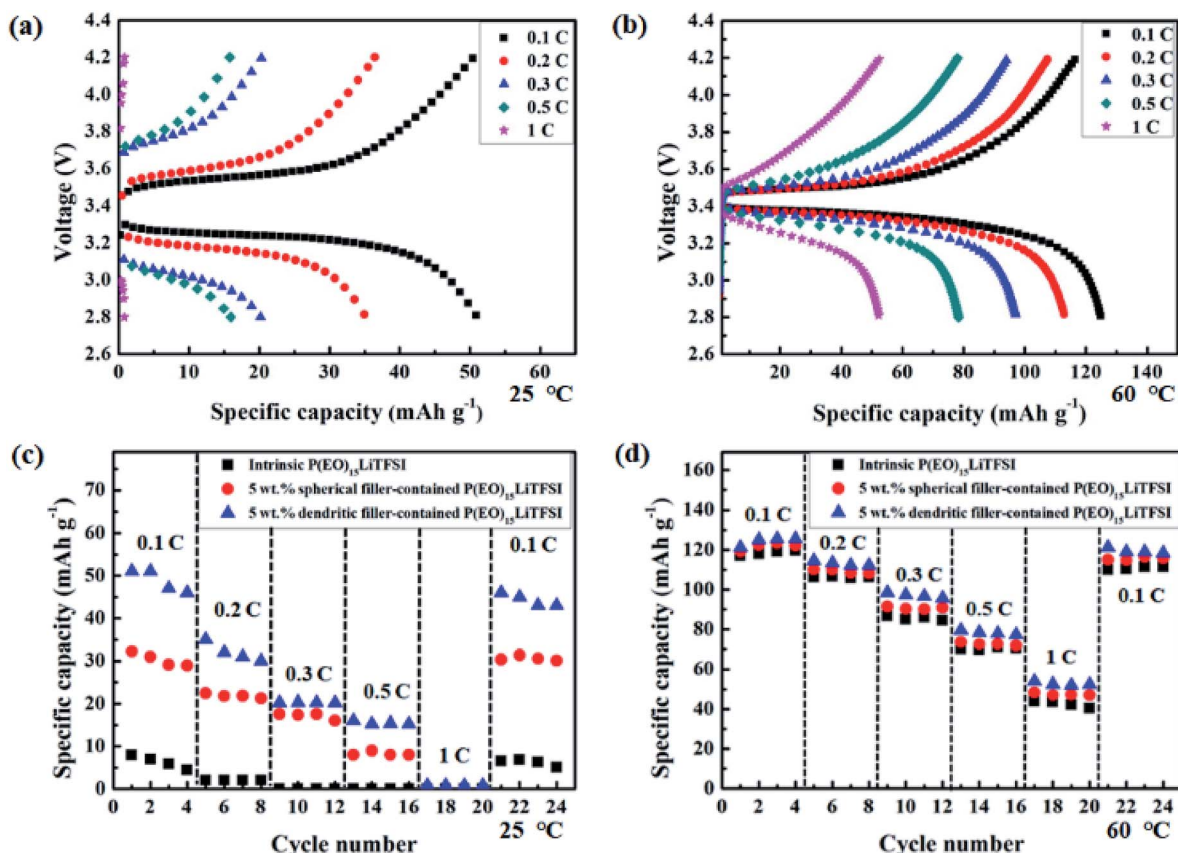 (a)
4.4
4.2
4.0
3.8
3.6
3.4
3.2
3.0
2.8
2.6
Voltage (V)
0.1 C
0.2 C
0.3 C
0.5 C
1 C
0 10 20 30 40 50 60
Specific capacity (mAh g⁻¹)
25 °C
(b)
4.4
4.2
4.0
3.8
3.6
3.4
3.2
3.0
2.8
2.6
Voltage (V)
0.1 C
0.2 C
0.3 C
0.5 C
1 C
20 40 60 80 100 120 140
Specific capacity (mAh g⁻¹)
60 °C
(c)
70
60
50
40
30
20
10
0
Specific capacity (mAh g⁻¹)
Intrinsic P(EO)₁₅LiTFSI
5 wt.% spherical filler-contained P(EO)₁₅LiTFSI
5 wt.% dendritic filler-contained P(EO)₁₅LiTFSI
0.1 C
0.2 C
0.3 C
0.5 C
1 C
0.1 C
0 2 4 6 8 10 12 14 16 18 20 22 24
Cycle number
25 °C
(d)
160
140
120
100
80
60
40
20
0
Specific capacity (mAh g⁻¹)
Intrinsic P(EO)₁₅LiTFSI
5 wt.% spherical filler-contained P(EO)₁₅LiTFSI
5 wt.% dendritic filler-contained P(EO)₁₅LiTFSI
0.1 C
0.2 C
0.3 C
0.5 C
1 C
0.1 C
0 2 4 6 8 10 12 14 16 18 20 22 24
Cycle number
60 °C